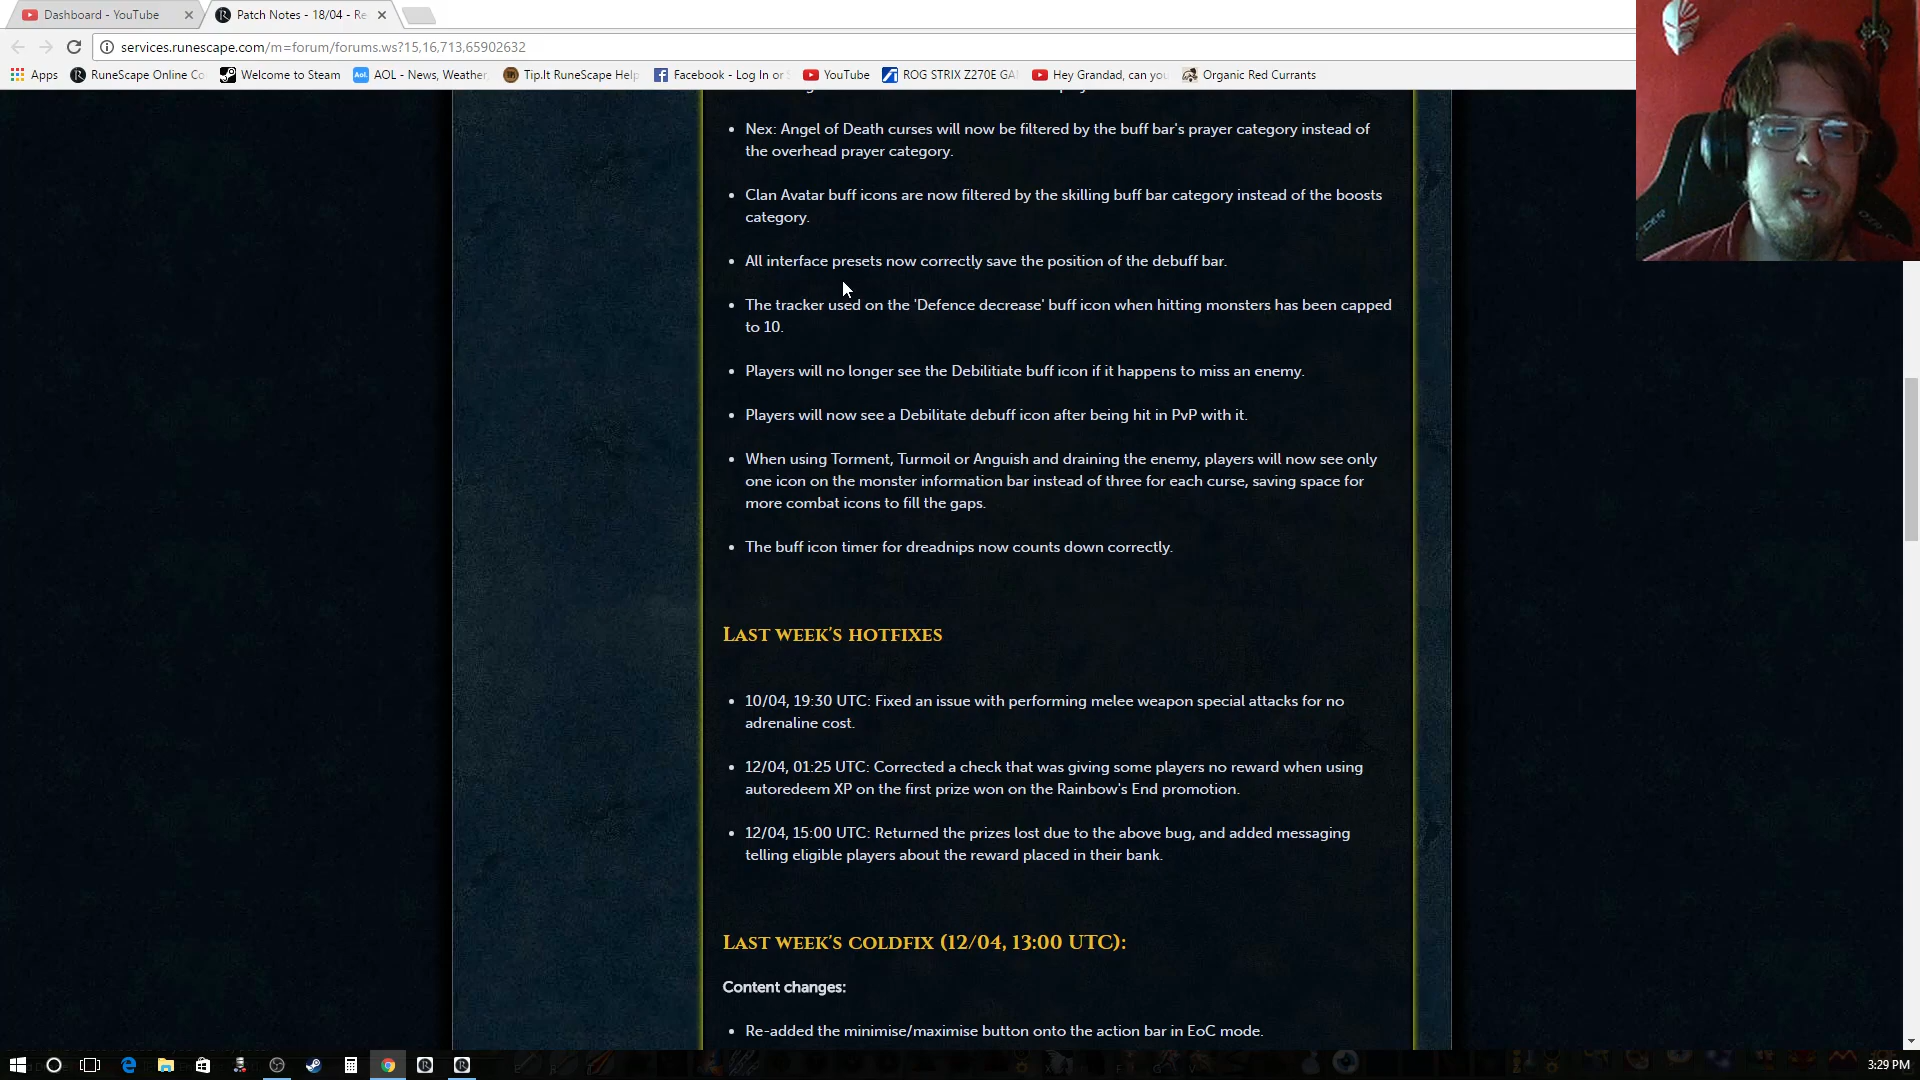 Dashboard - YouTube
Patch Notes - 18/04 - Re
services.runescape.com/m=forum/forums.ws?15,16,713,65902632
Apps
RuneScape Online Co
Welcome to Steam
Aol.
AOL - News, Weather
Tip.It RuneScape Help
Facebook - Log In or
YouTube
ROG STRIX Z270E GA
Hey Grandad, can you
Organic Red Currants
• Nex: Angel of Death curses will now be filtered by the buff bar's prayer category instead of
the overhead prayer category.
• Clan Avatar buff icons are now filtered by the skilling buff bar category instead of the boosts
category.
• All interface presets now correctly save the position of the debuff bar.
• The tracker used on the 'Defence decrease' buff icon when hitting monsters has been capped
to 10.
• Players will no longer see the Debilitiate buff icon if it happens to miss an enemy.
• Players will now see a Debilitate debuff icon after being hit in PvP with it.
• When using Torment, Turmoil or Anguish and draining the enemy, players will now see only
one icon on the monster information bar instead of three for each curse, saving space for
more combat icons to fill the gaps.
• The buff icon timer for dreadnips now counts down correctly.
Last week's hotfixes
• 10/04, 19:30 UTC: Fixed an issue with performing melee weapon special attacks for no
adrenaline cost.
• 12/04, 01:25 UTC: Corrected a check that was giving some players no reward when using
autoredeem XP on the first prize won on the Rainbow's End promotion.
• 12/04, 15:00 UTC: Returned the prizes lost due to the above bug, and added messaging
telling eligible players about the reward placed in their bank.
Last week's coldfix (12/04, 13:00 UTC):
Content changes:
• Re-added the minimise/maximise button onto the action bar in EoC mode.
3:29 PM